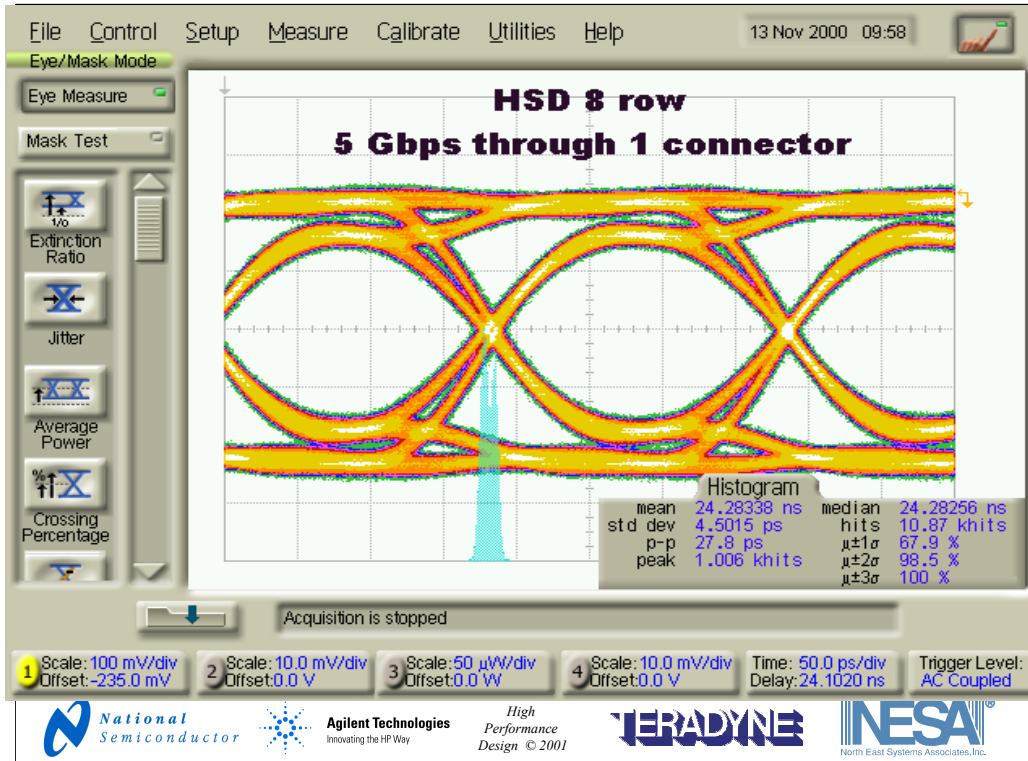 File Control Setup Measure Calibrate Utilities Help 13 Nov 2000 09:58
Eye/Mask Mode
Eye Measure
Mask Test
1/0
Extinction
Ratio
Jitter
Average
Power
%
Crossing
Percentage
HSD 8 row
5 Gbps through 1 connector
Histogram
mean 24.28338 ns median 24.28256 ns
std dev 4.5015 ps hits 10.87 khits
p-p 27.8 ps µ±1σ 67.9 %
peak 1.006 khits µ±2σ 98.5 %
µ±3σ 100 %
Acquisition is stopped
1 Scale: 100 mV/div 2 Scale: 10.0 mV/div 3 Scale: 50 µW/div 4 Scale: 10.0 mV/div Time: 50.0 ps/div Trigger Level:
Offset: -235.0 mV Offset: 0.0 V Offset: 0.0 W Offset: 0.0 V Delay: 24.1020 ns AC Coupled
National
Semiconductor
Agilent Technologies
Innovating the HP Way
High
Performance
Design © 2001
TERADYNE
NESA®
North East Systems Associates, Inc.